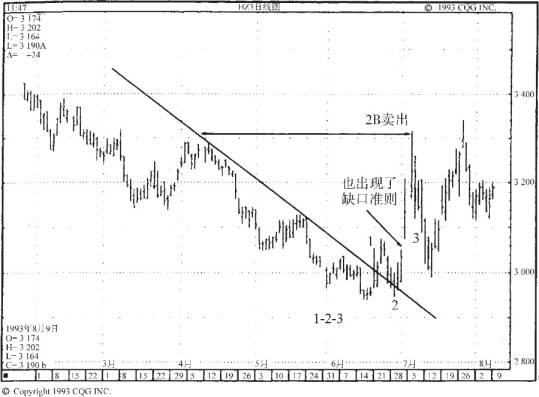 11:47
HZ3日线图
© 1993 CQG INC.
O= 3 174
H= 3 202
L= 3 164
L= 3 190A
Δ= +24
3 400
2B卖出
也出现了
缺口准则
3 200
1
3
3 000
2
1-2-3
1993年8月9日
O= 3 174
H= 3 202
L= 3 164
C= 3 190 b
2 800
3月 4月 5月 6月 7月 8月
1 8 15 22 1 8 15 22 29 5 12 19 26 3 10 17 24 1 7 14 21 28 6 12 19 26 2 9
© Copyright 1993 CQG INC.